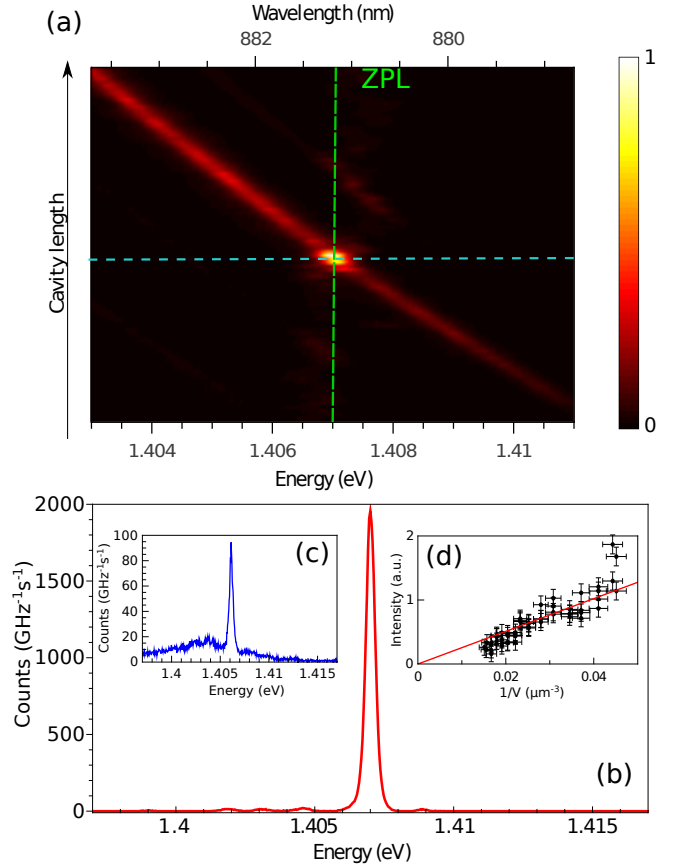 Wavelength (nm)
(a)
882 880
ZPL
1
Cavity length
0
1.404 1.406 1.408 1.41
Energy (eV)
2000
1500
1000
500
0
Counts (GHz⁻¹s⁻¹)
(c)
100
80
60
40
20
0
Counts (GHz⁻¹s⁻¹)
1.4 1.405 1.41 1.415
Energy (eV)
(d)
2
1
0
Intensity (a.u.)
0 0.02 0.04
1/V (μm⁻³)
(b)
1.4 1.405 1.41 1.415
Energy (eV)